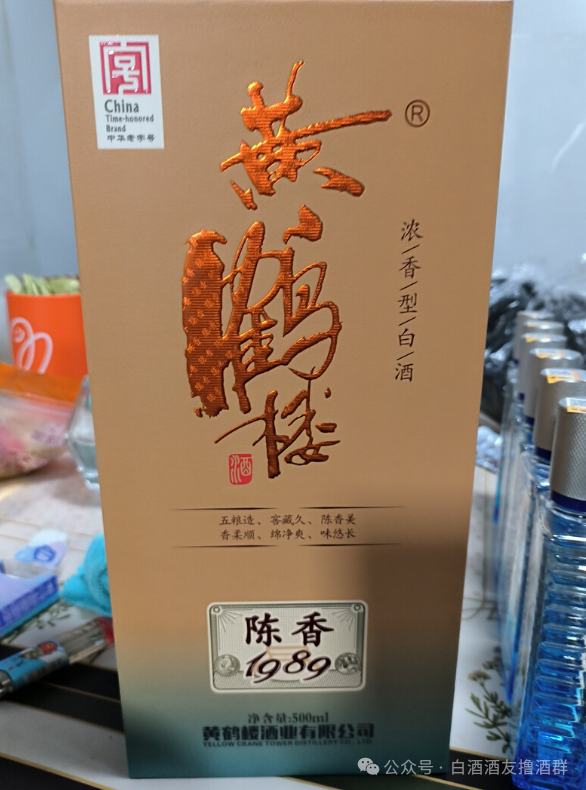 China
Time-honored
Brand
中华老字号
黄鹤楼
®
浓/香/型/白/酒
酒
五粮造、窖藏久、陈香美
香柔顺、绵净爽、味悠长
陈香
1989
净含量:500ml
黄鹤楼酒业有限公司
YELLOW CRANE TOWER DISTILLERY CO., LTD.
公众号 · 白酒酒友撸酒群